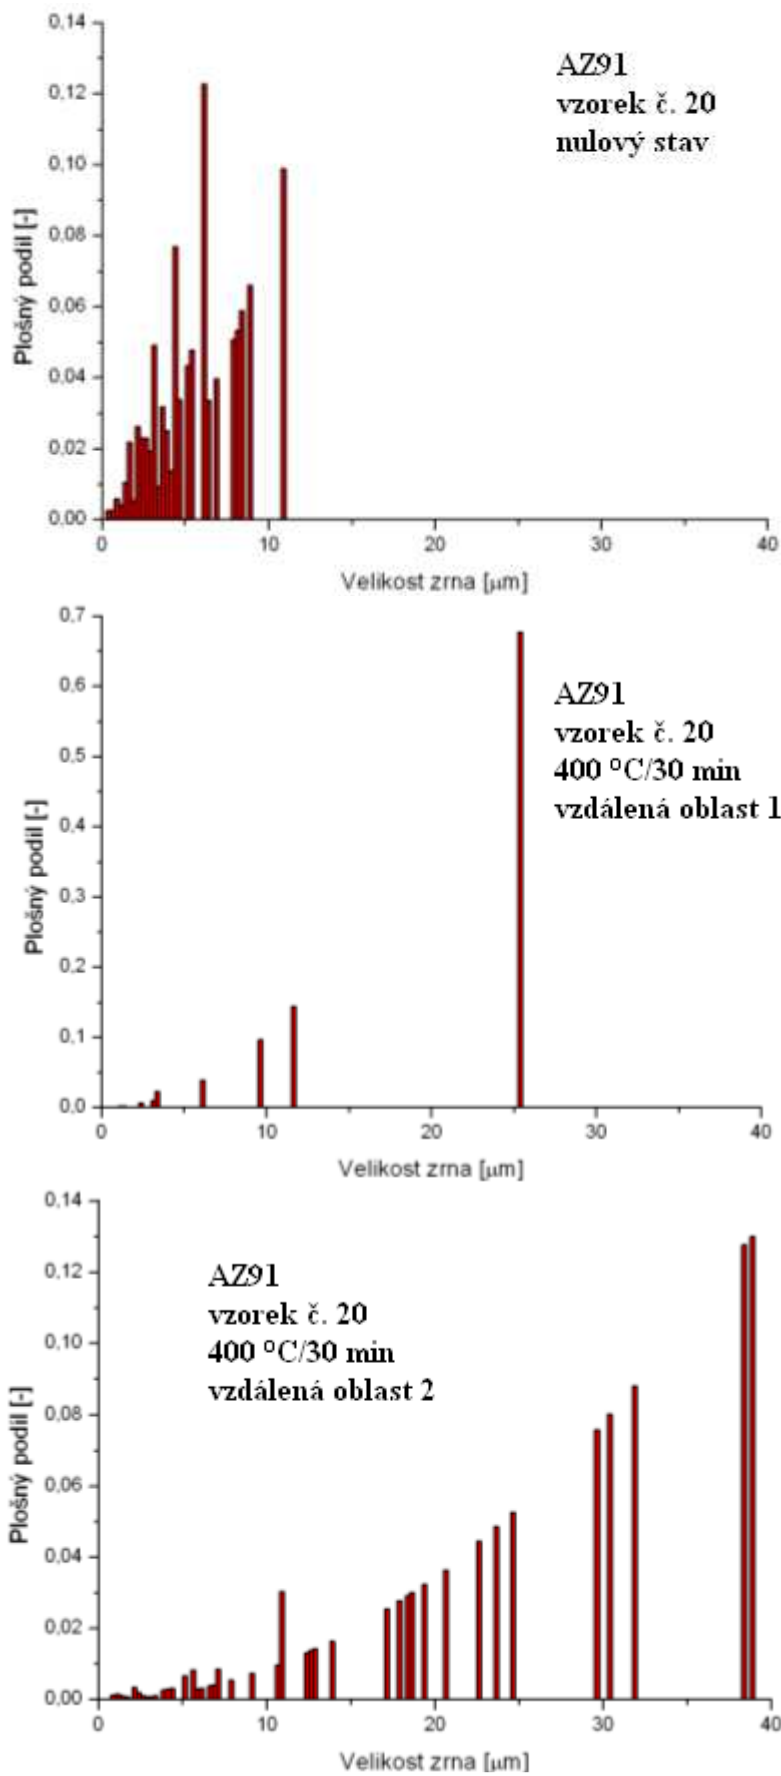 0.14
0.12
0.10
0.08
0.06
0.04
0.02
0.00
Plošný podíl [-]
AZ91
vzorek č. 20
nulový stav
0 10 20 30 40
Velikost zrna [μm]
0,7
0,6
0,5
0,4
0,3
0,2
0,1
0,0
Plošný podíl [-]
AZ91
vzorek č. 20
400 °C/30 min
vzdálená oblast 1
0 10 20 30 40
Velikost zrna [μm]
0,14
0,12
0,10
0,08
0,06
0,04
0,02
0,00
Plošný podíl [-]
AZ91
vzorek č. 20
400 °C/30 min
vzdálená oblast 2
0 10 20 30 40
Velikost zrna [μm]